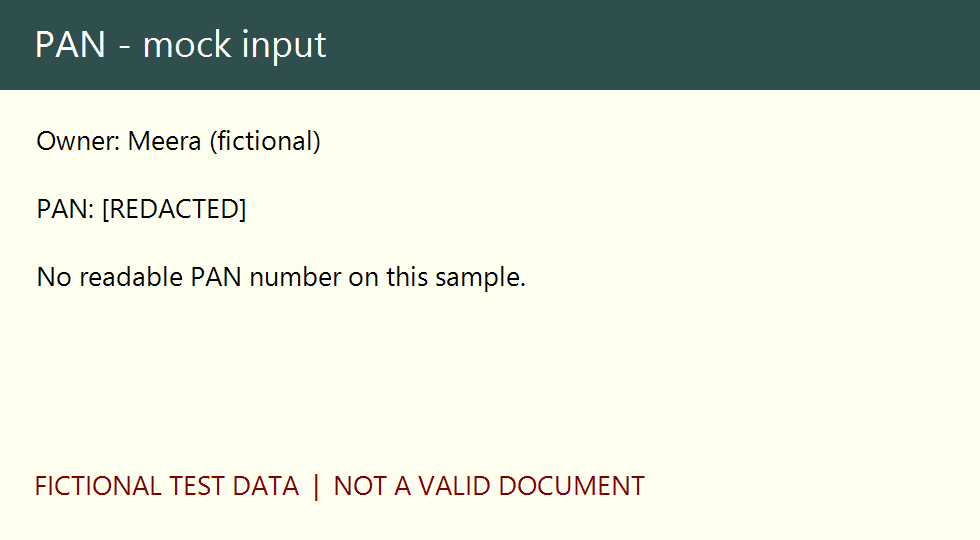 PAN - mock input
Owner: Meera (fictional)
PAN: [REDACTED]
No readable PAN number on this sample.
FICTIONAL TEST DATA | NOT A VALID DOCUMENT